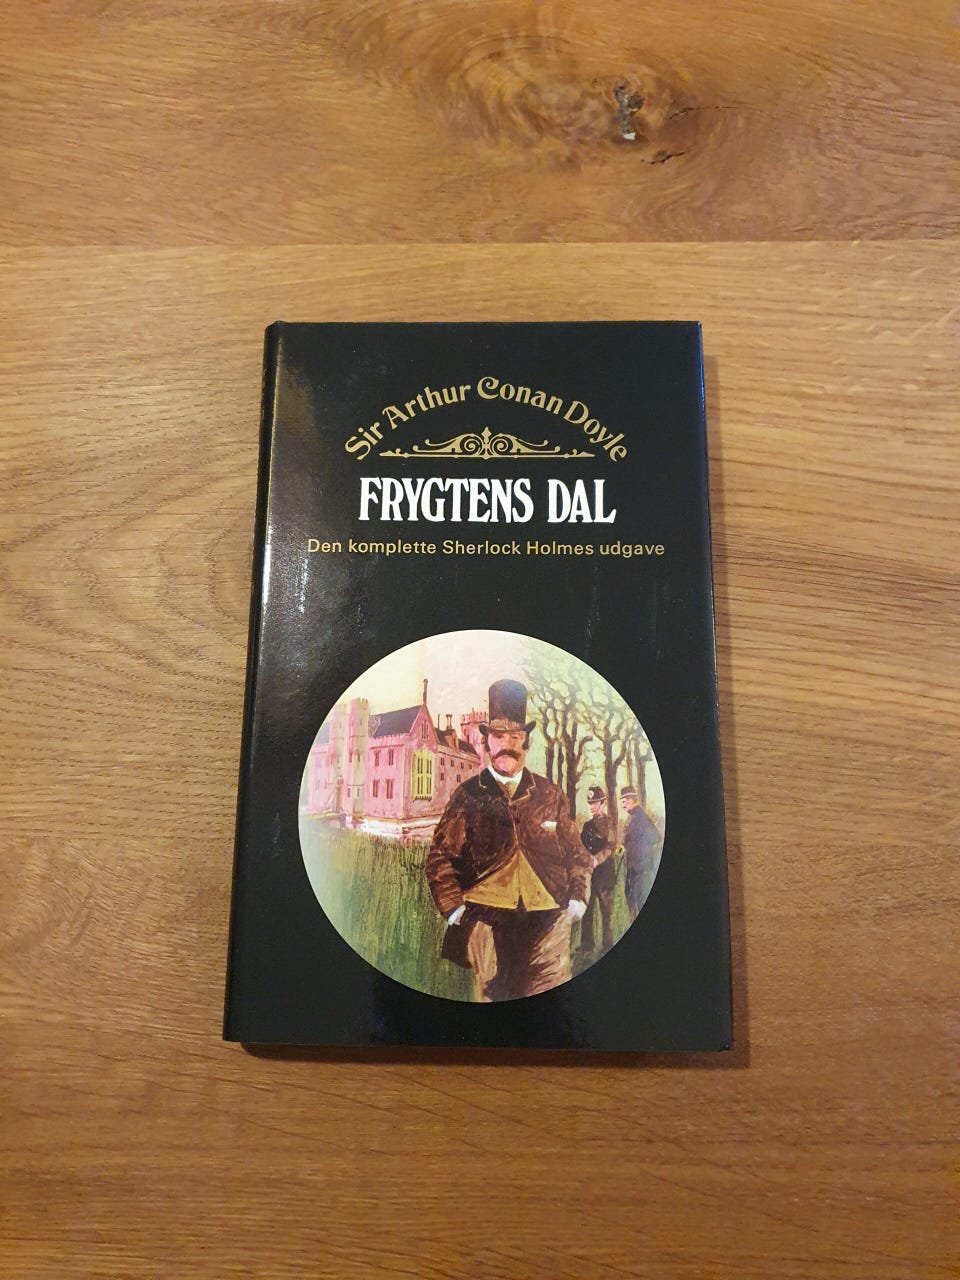 Sir Arthur Conan Doyle
FRYGTENS DAL
Den komplette Sherlock Holmes udgave